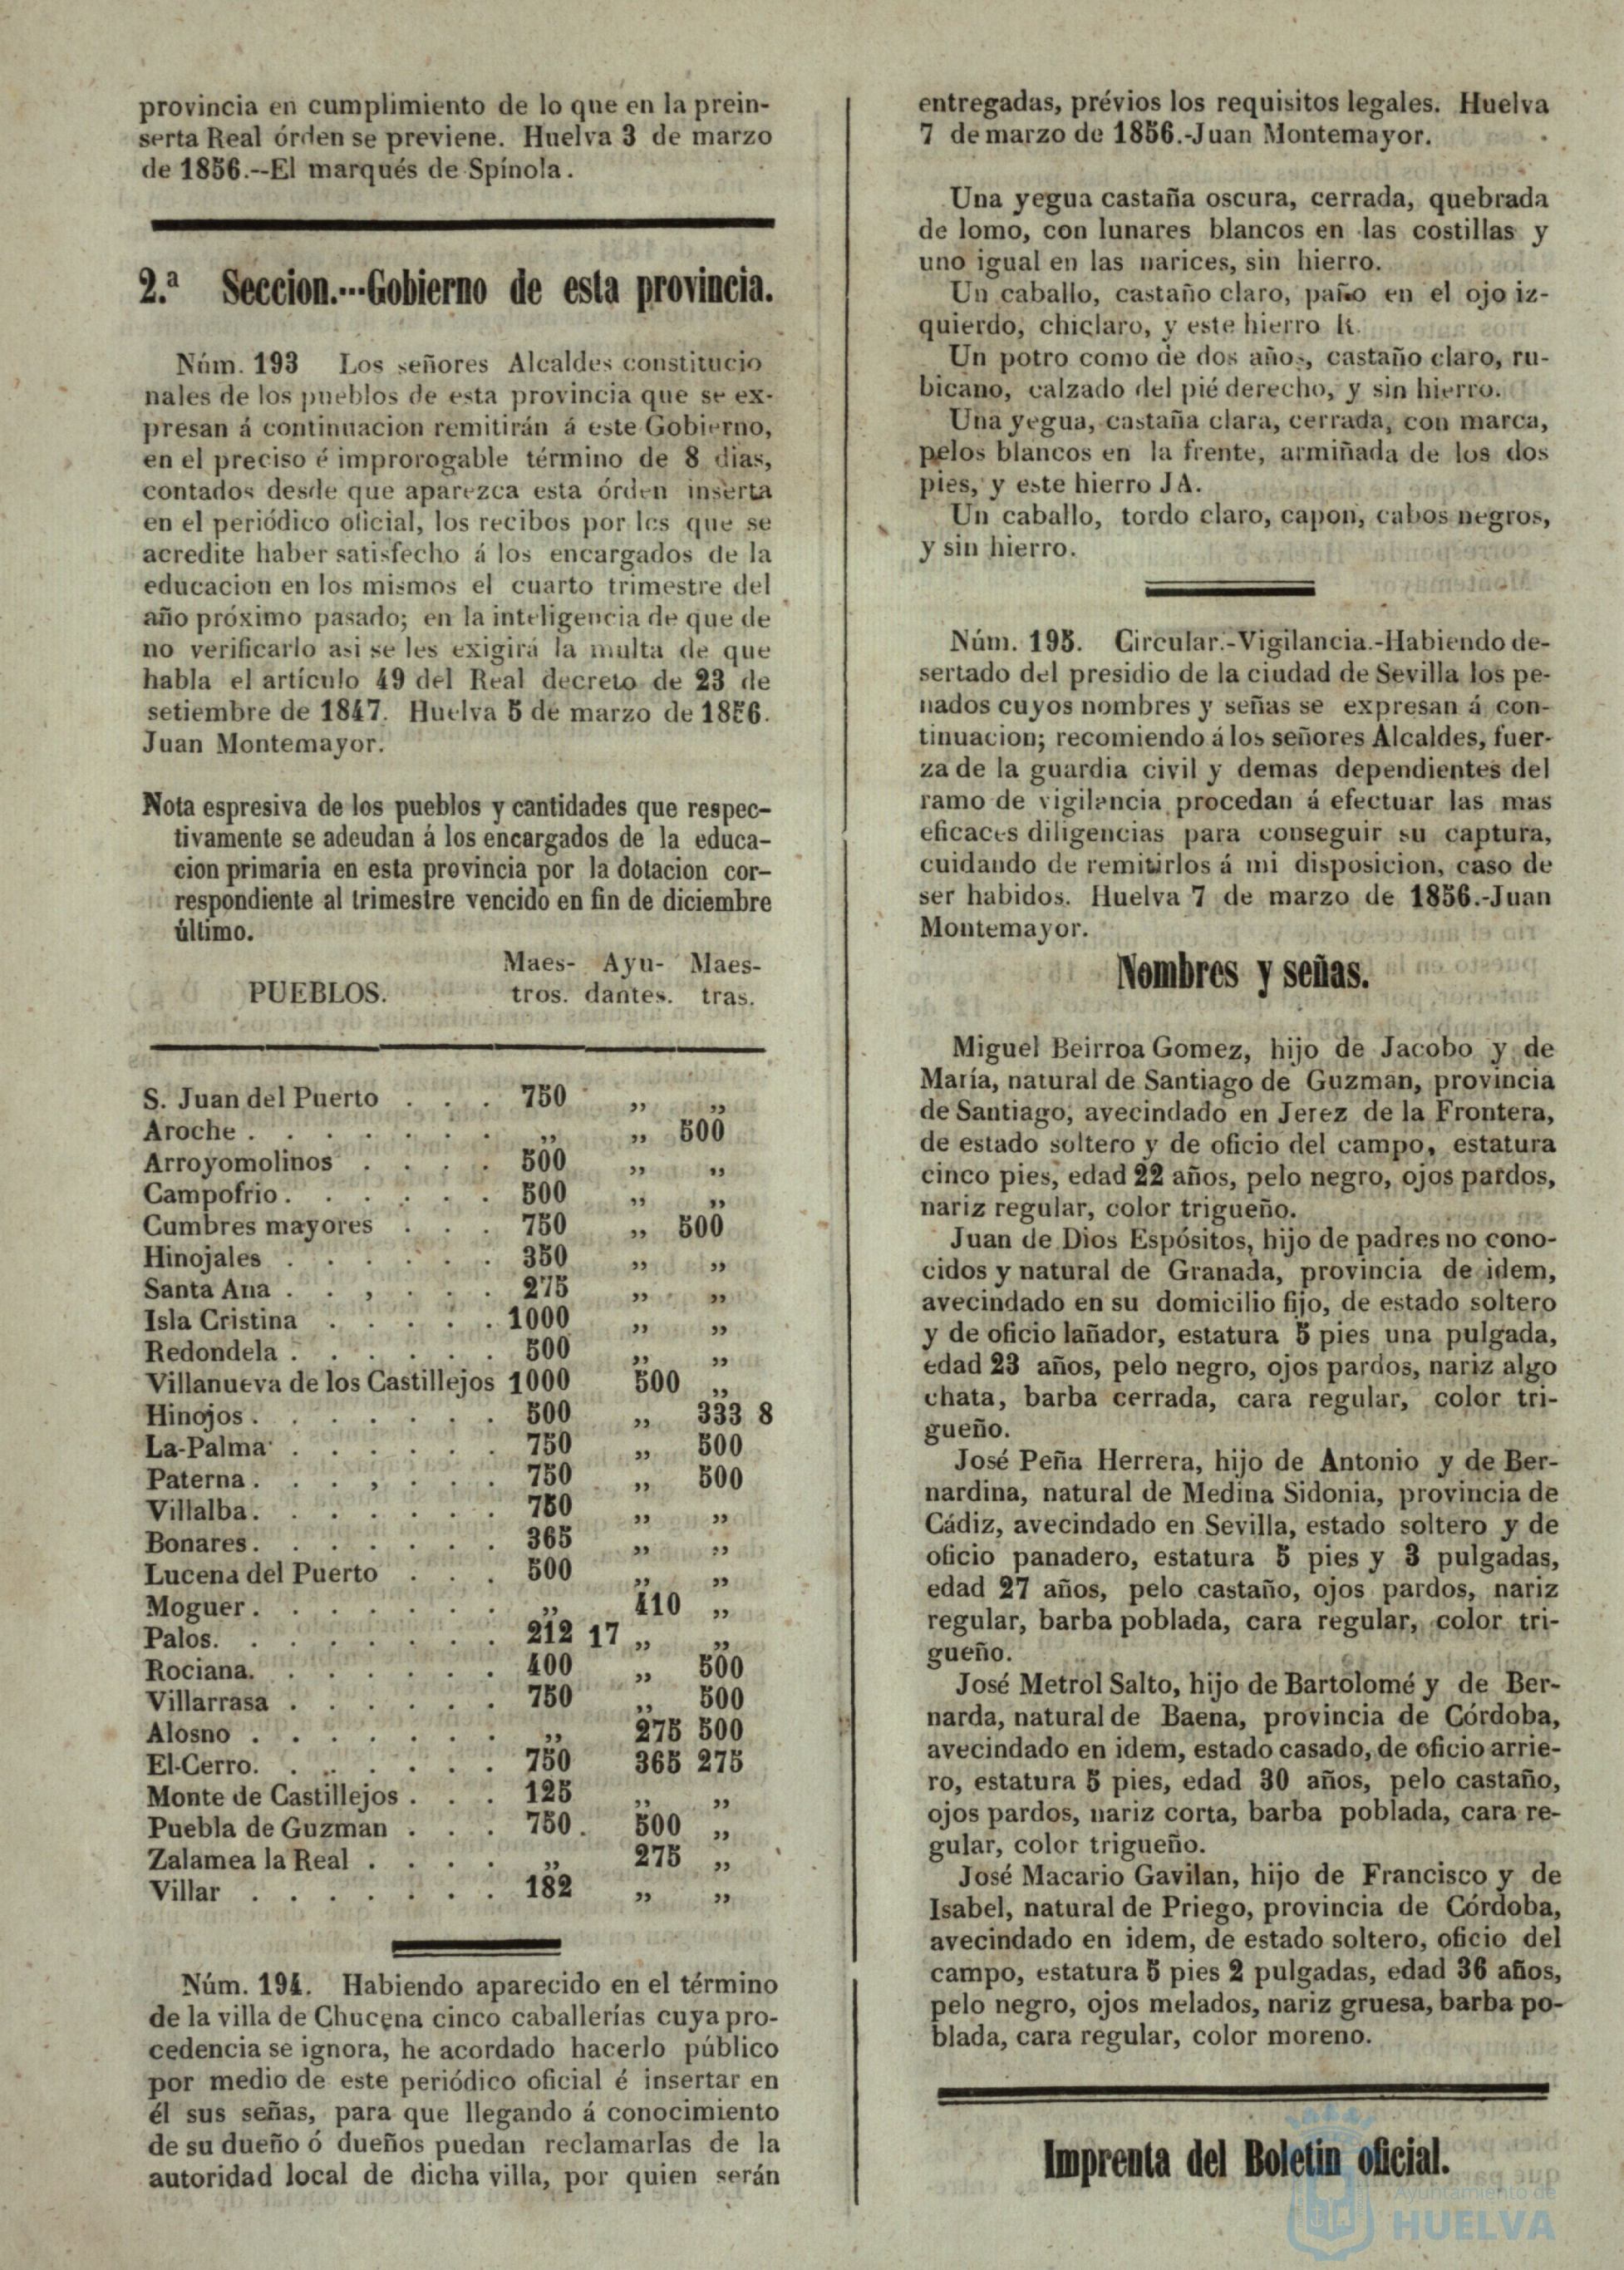 provincia en cumplimiento de lo que en la prein-
serta Real órden se previene. Huelva 3 de marzo
de 1856.--El marqués de Spínola.
2.ª Seccion.---Gobierno de esta provincia.
Núm. 193 Los señores Alcaldes constitucio
nales de los pueblos de esta provincia que se ex-
presan á continuacion remitirán á este Gobierno,
en el preciso é improrogable término de 8 dias,
contados desde que aparezca esta órden inserta
en el periódico oficial, los recibos por los que se
acredite haber satisfecho á los encargados de la
educacion en los mismos el cuarto trimestre del
año próximo pasado; en la inteligencia de que de
no verificarlo asi se les exigirá la multa de que
habla el artículo 49 del Real decreto de 23 de
setiembre de 1847. Huelva 5 de marzo de 1856.
Juan Montemayor.
Nota espresiva de los pueblos y cantidades que respec-
tivamente se adeudan á los encargados de la educa-
cion primaria en esta provincia por la dotacion cor-
respondiente al trimestre vencido en fin de diciembre
último.
Maes- Ayu- Maes-
PUEBLOS. tros. dantes. tras.
S. Juan del Puerto . . . 750 ,, ,,
Aroche . . . . . . . ,, ,, 500
Arroyomolinos . . . . 500 ,, ,,
Campofrio . . . . . . 500 ,, ,,
Cumbres mayores . . . 750 ,, 500
Hinojales . . . . . . 350 ,, ,,
Santa Ana . . , . . . 275 ,, ,,
Isla Cristina . . . . . 1000 ,, ,,
Redondela . . . . . . 500 ,, ,,
Villanueva de los Castillejos 1000 500 ,,
Hinojos . . . . . . . 500 ,, 333 8
La-Palma . . . . . . 750 ,, 500
Paterna . . . , . . . 750 ,, 500
Villalba. . . . . . . 750 ,, ,,
Bonares. . . . . . . 365 ,, ,,
Lucena del Puerto . . . 500 ,, ,,
Moguer . . . . . . . ,, 410 ,,
Palos. . . . . . . . 212 17 ,, ,,
Rociana. . . . . . . 400 ,, 500
Villarrasa . . . . . . 750 ,, 500
Alosno . . . . . . . ,, 275 500
El-Cerro. . . . . . . 750 365 275
Monte de Castillejos . . . 125 ,, ,,
Puebla de Guzman . . . 750. 500 ,,
Zalamea la Real . . . . ,, 275 ,,
Villar . . . . . . . 182 ,, ,,
Núm. 194. Habiendo aparecido en el término
de la villa de Chucena cinco caballerías cuya pro-
cedencia se ignora, he acordado hacerlo público
por medio de este periódico oficial é insertar en
él sus señas, para que llegando á conocimiento
de su dueño ó dueños puedan reclamarlas de la
autoridad local de dicha villa, por quien serán
entregadas, prévios los requisitos legales. Huelva
7 de marzo de 1856.-Juan Montemayor.
Una yegua castaña oscura, cerrada, quebrada
de lomo, con lunares blancos en las costillas y
uno igual en las narices, sin hierro.
Un caballo, castaño claro, paño en el ojo iz-
quierdo, chiclaro, y este hierro R.
Un potro como de dos años, castaño claro, ru-
bicano, calzado del pié derecho, y sin hierro.
Una yegua, castaña clara, cerrada, con marca,
pelos blancos en la frente, armiñada de los dos
pies, y este hierro JA.
Un caballo, tordo claro, capon, cabos negros,
y sin hierro.
Núm. 195. Circular.-Vigilancia.-Habiendo de-
sertado del presidio de la ciudad de Sevilla los pe-
nados cuyos nombres y señas se expresan á con-
tinuacion; recomiendo á los señores Alcaldes, fuer-
za de la guardia civil y demas dependientes del
ramo de vigilancia procedan á efectuar las mas
eficaces diligencias para conseguir su captura,
cuidando de remitirlos á mi disposicion, caso de
ser habidos. Huelva 7 de marzo de 1856.-Juan
Montemayor.
Nombres y señas.
Miguel Beirroa Gomez, hijo de Jacobo y de
María, natural de Santiago de Guzman, provincia
de Santiago, avecindado en Jerez de la Frontera,
de estado soltero y de oficio del campo, estatura
cinco pies, edad 22 años, pelo negro, ojos pardos,
nariz regular, color trigueño.
Juan de Dios Espósitos, hijo de padres no cono-
cidos y natural de Granada, provincia de idem,
avecindado en su domicilio fijo, de estado soltero
y de oficio lañador, estatura 5 pies una pulgada,
edad 23 años, pelo negro, ojos pardos, nariz algo
chata, barba cerrada, cara regular, color tri-
gueño.
José Peña Herrera, hijo de Antonio y de Ber-
nardina, natural de Medina Sidonia, provincia de
Cádiz, avecindado en Sevilla, estado soltero y de
oficio panadero, estatura 5 pies y 3 pulgadas,
edad 27 años, pelo castaño, ojos pardos, nariz
regular, barba poblada, cara regular, color tri-
gueño.
José Metrol Salto, hijo de Bartolomé y de Ber-
narda, natural de Baena, provincia de Córdoba,
avecindado en idem, estado casado, de oficio arrie-
ro, estatura 5 pies, edad 30 años, pelo castaño,
ojos pardos, nariz corta, barba poblada, cara re-
gular, color trigueño.
José Macario Gavilan, hijo de Francisco y de
Isabel, natural de Priego, provincia de Córdoba,
avecindado en idem, de estado soltero, oficio del
campo, estatura 5 pies 2 pulgadas, edad 36 años,
pelo negro, ojos melados, nariz gruesa, barba po-
blada, cara regular, color moreno.
Imprenta del Boletin oficial.
Ayuntamiento de
HUELVA